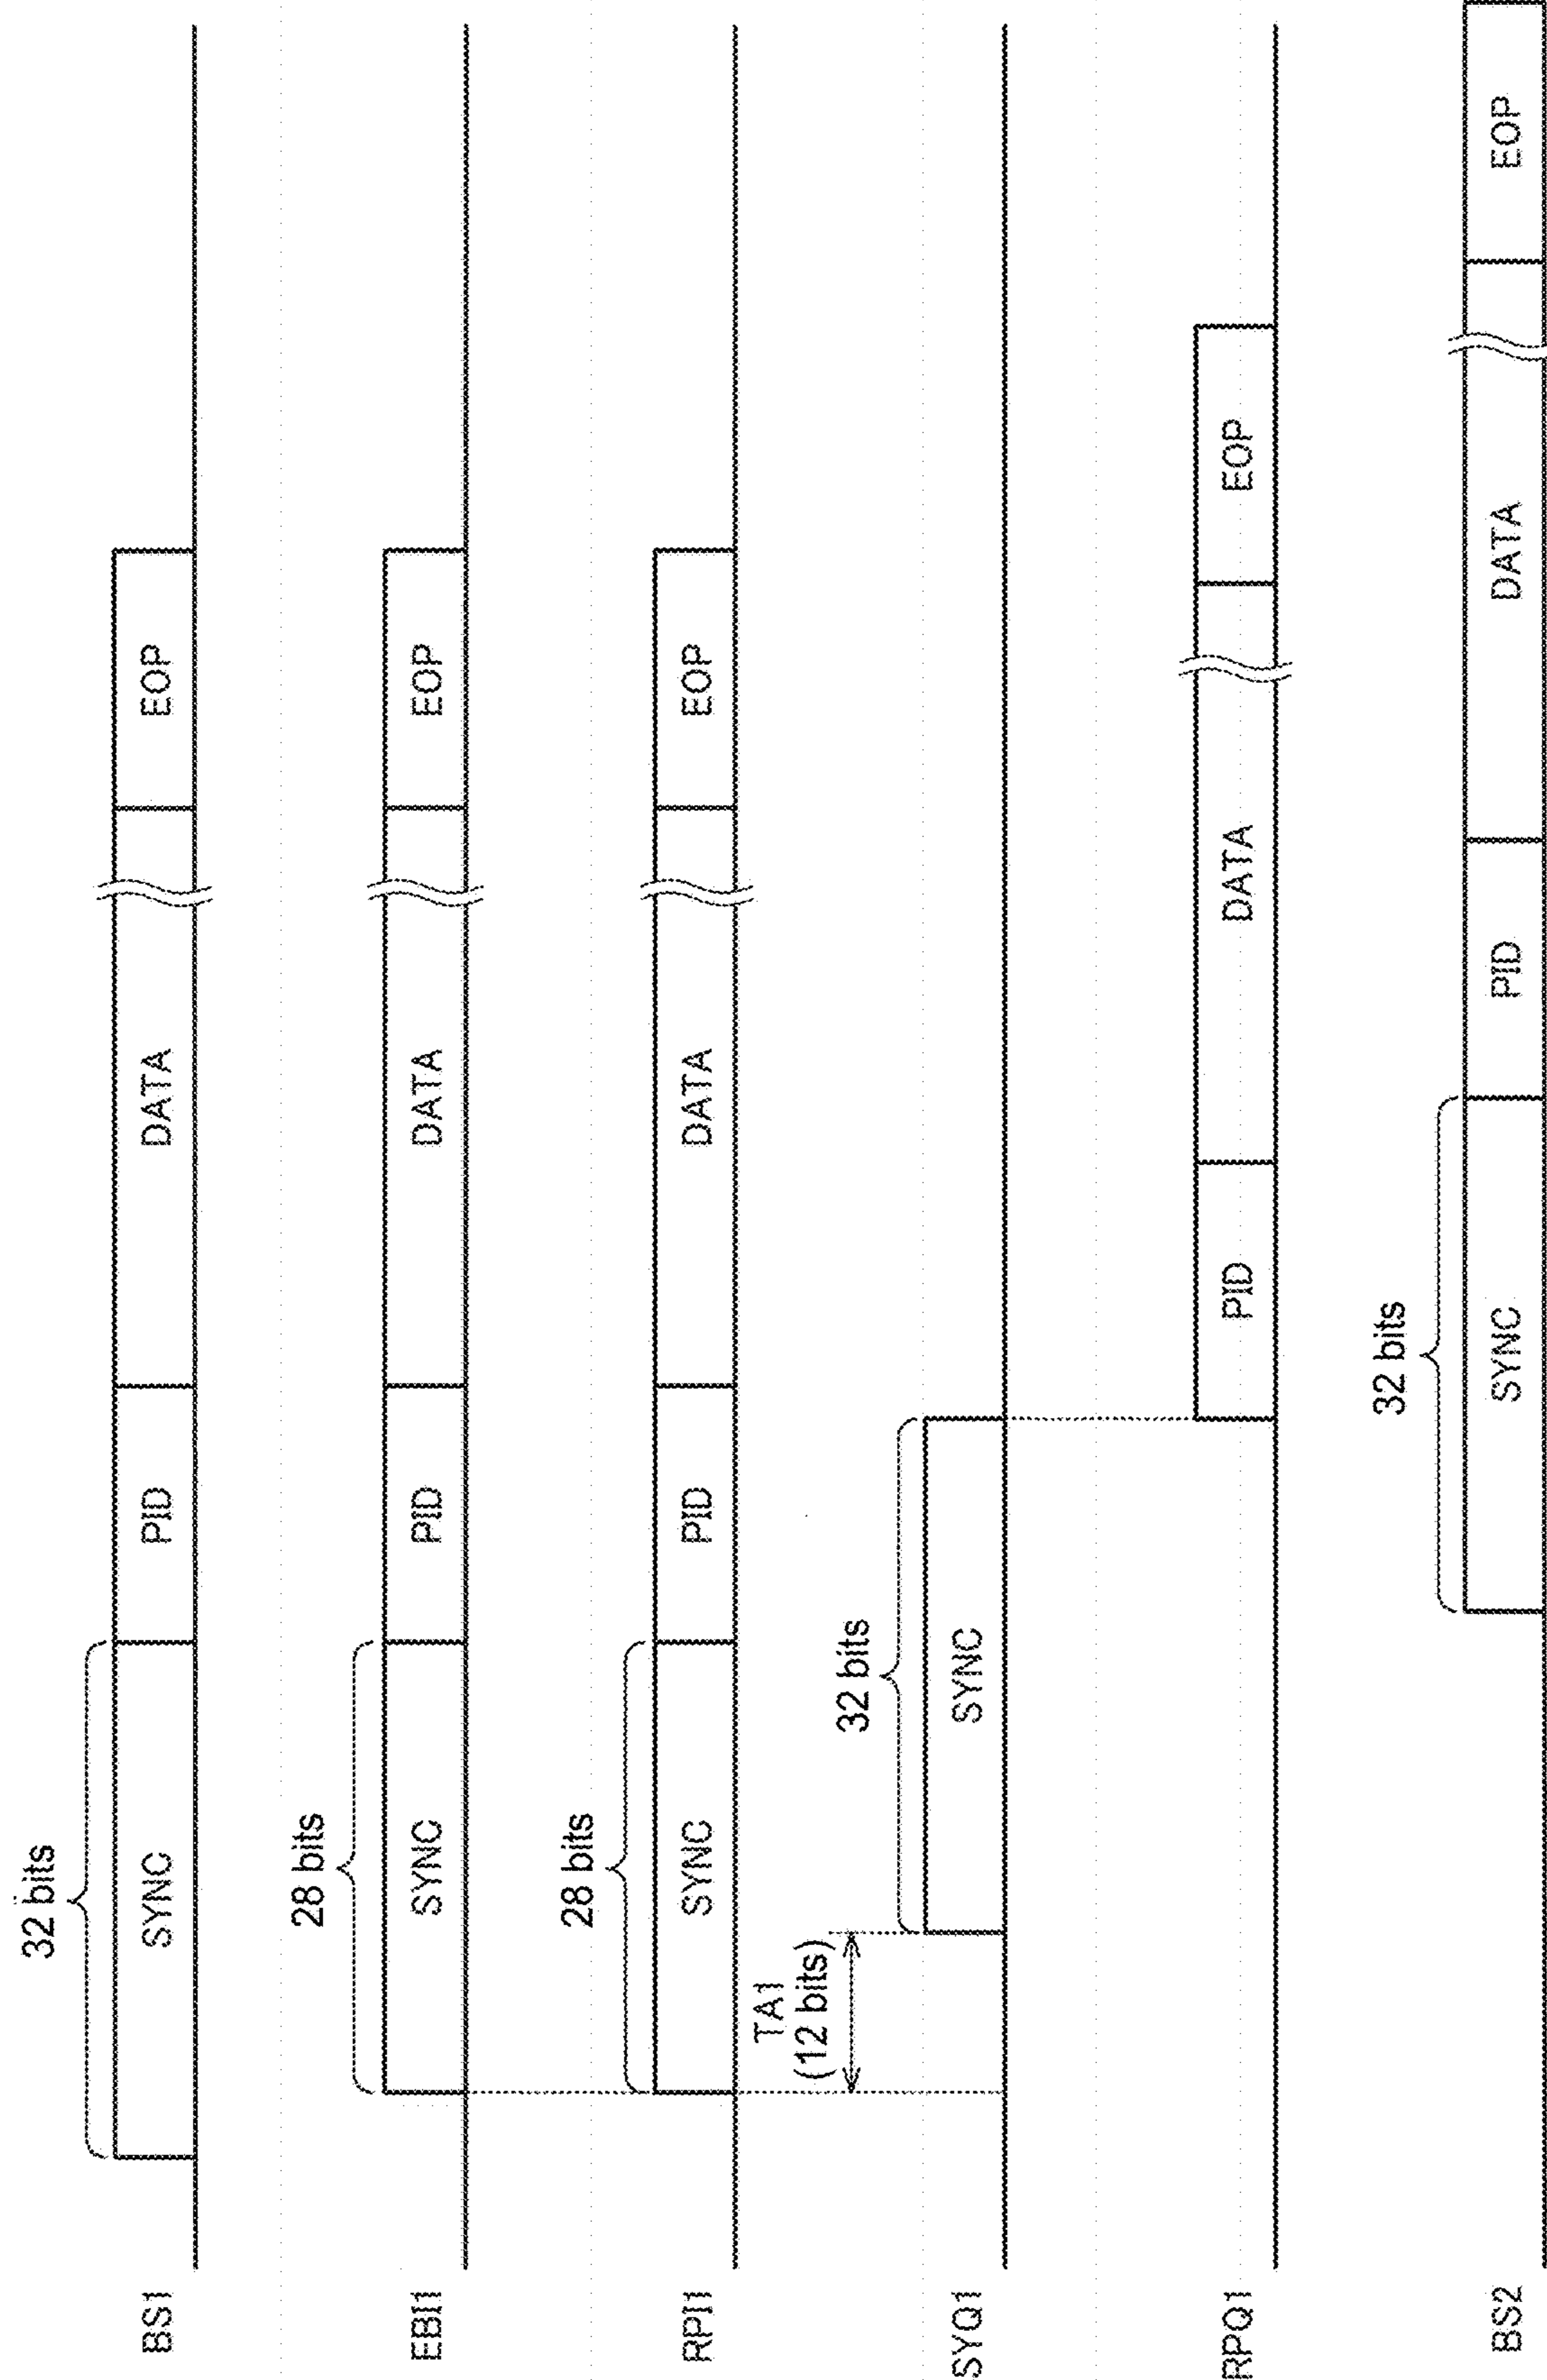 32 bits
BS1
SYNC
PID
DATA
EOP
28 bits
EBI1
SYNC
PID
DATA
EOP
28 bits
RPI1
SYNC
PID
DATA
EOP
TA1
(12 bits)
32 bits
SYQ1
SYNC
RPQ1
PID
DATA
EOP
32 bits
BS2
SYNC
PID
DATA
EOP